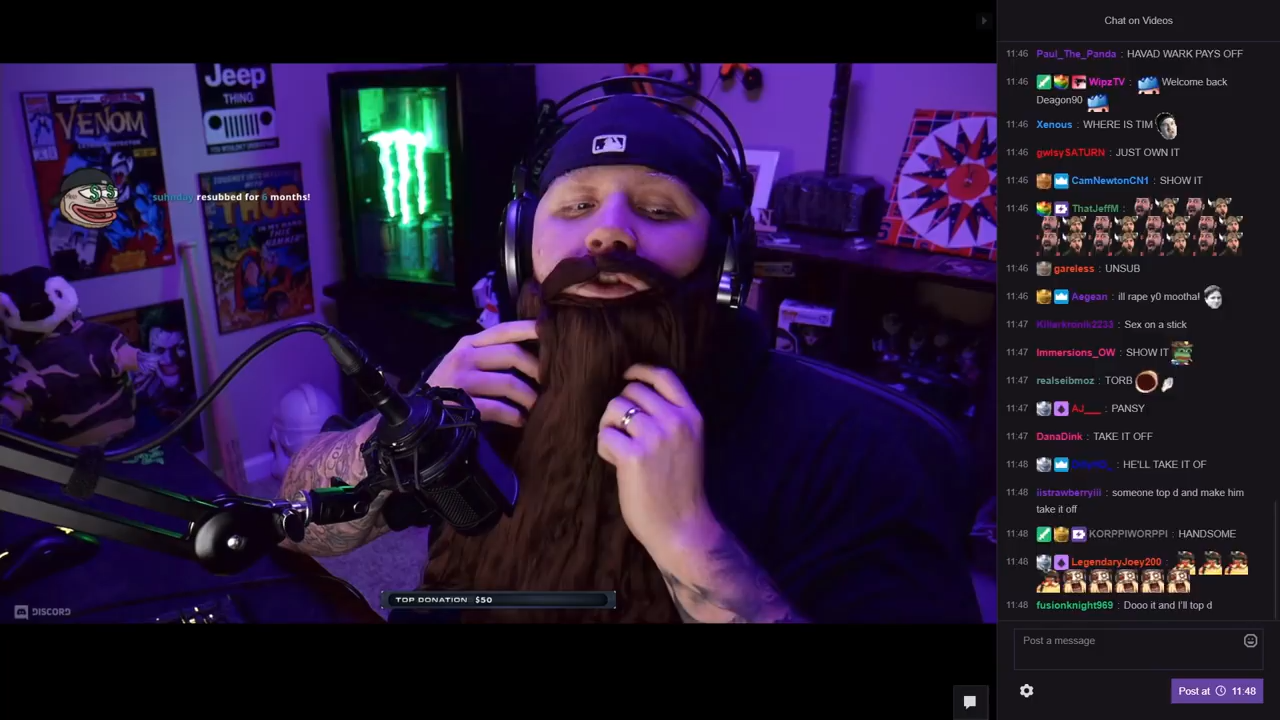 Chat on Videos
11:46 Paul_The_Panda : HAVAD WARK PAYS OFF
11:46 WipzTV : Welcome back
Deagon90
11:46 Xenous : WHERE IS TIM
11:46 gwisySATURN : JUST OWN IT
11:46 CamNewtonCN1 : SHOW IT
11:46 ThatJeffM :
11:46 gareless : UNSUB
11:46 Aegean : ill rape y0 mootha!
11:47 Killerkronik2233 : Sex on a stick
11:47 Immersions_OW : SHOW IT
11:47 realseibmoz : TORB
11:47 AJ___ : PANSY
11:47 DanaDink : TAKE IT OFF
11:48 : HE'LL TAKE IT OF
11:48 iistrawberryiii : someone top d and make him
take it off
11:48 KORPPIWORPPI : HANDSOME
11:48 LegendaryJoey200 :
11:48 fusionknight969 : Dooo it and I'll top d
Post a message
Post at 11:48
Jeep
THING
VENOM
THOR
suhnday resubbed for 6 months!
TOP DONATION $50
DISCORD